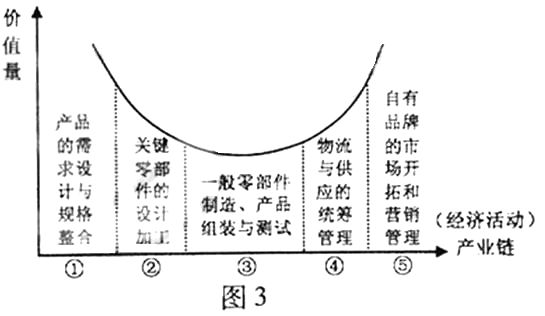 价
值
量
产品
的需
求设
计与
规格
整合
关键
零部
件的
设计
加工
一般零部件
制造、产品
组装与测试
物流
与供
应的
统筹
管理
自有
品牌
的市
场开
拓和
营销
管理
(经济活动)
产业链
①
②
③
④
⑤
图3